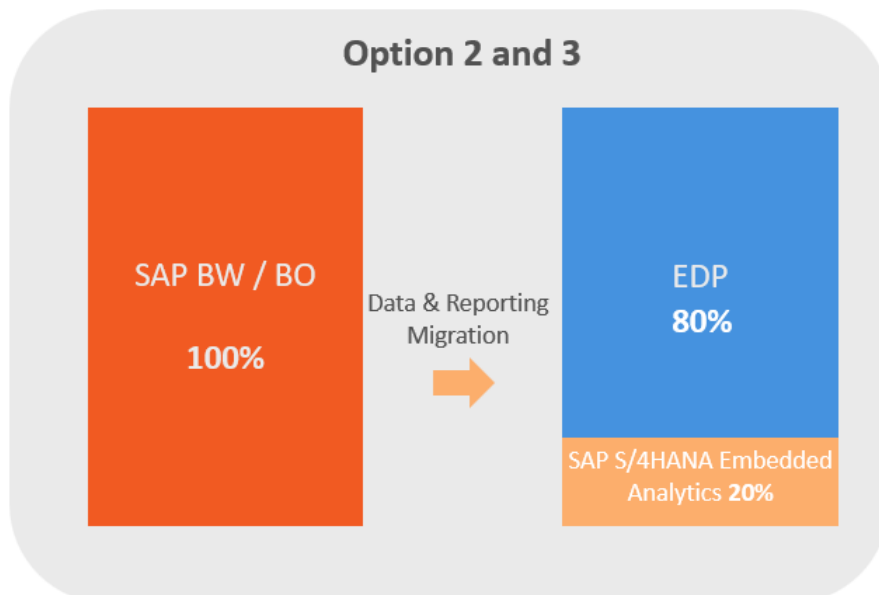 Option 2 and 3
SAP BW / BO
100%
Data & Reporting
Migration
EDP
80%
SAP S/4HANA Embedded
Analytics 20%